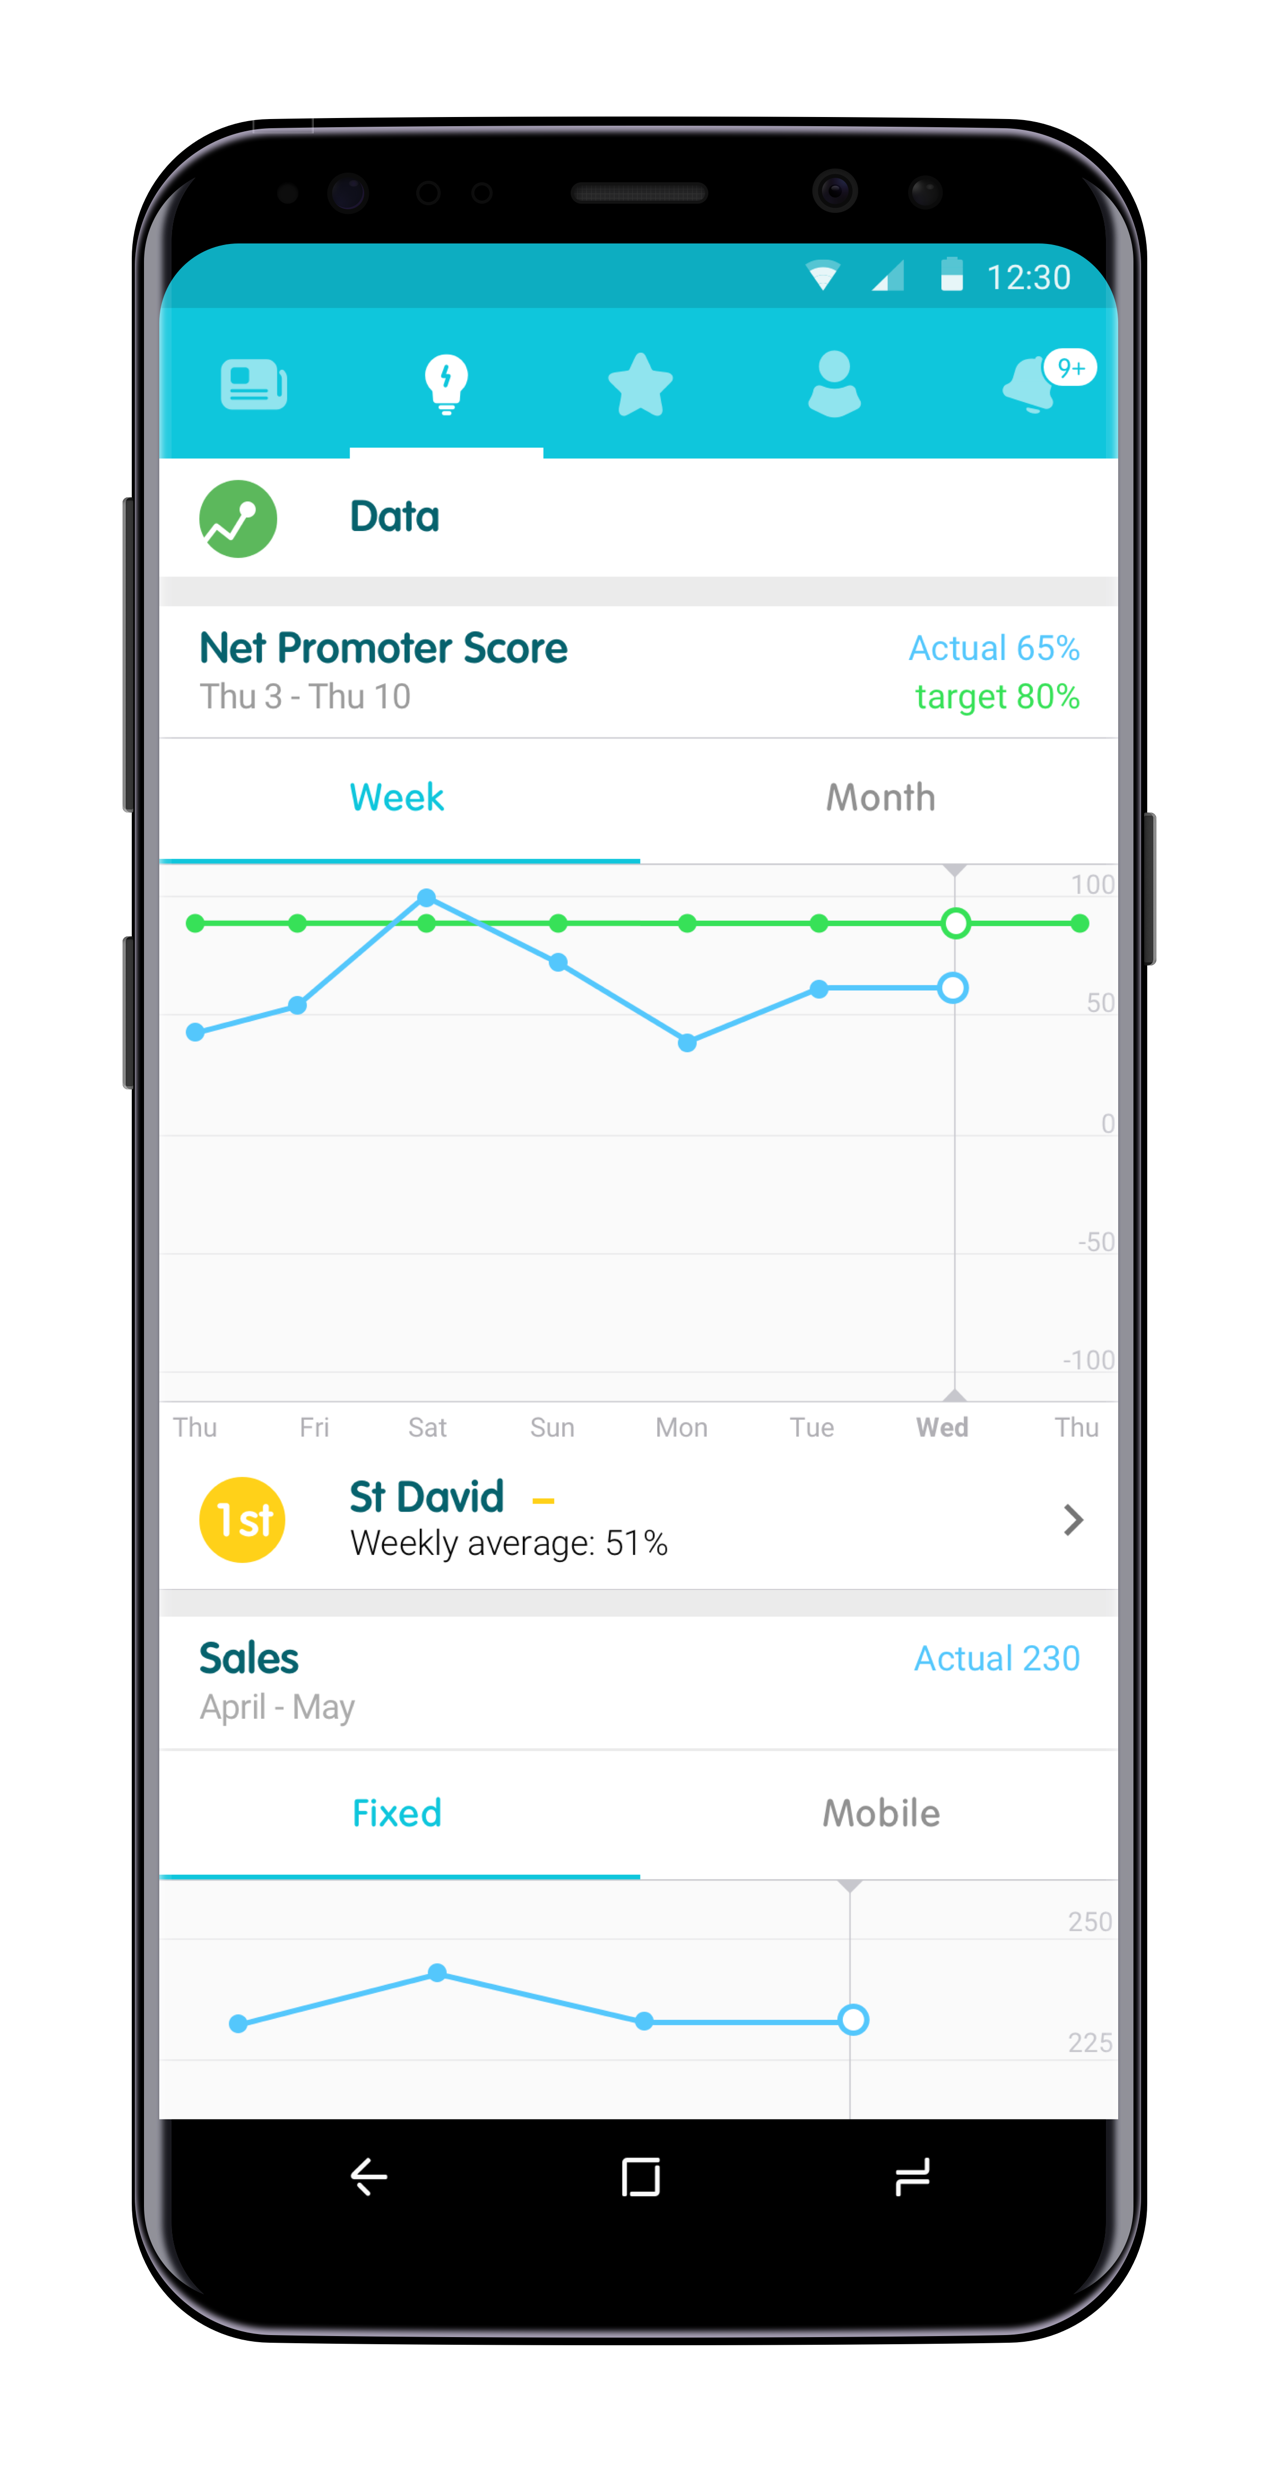 12:30
9+
Data
Net Promoter Score
Actual 65%
Thu 3 - Thu 10
target 80%
Week
Month
100
50
0
-50
-100
Thu Fri Sat Sun Mon Tue Wed Thu
1st
St David –
Weekly average: 51%
Sales
Actual 230
April - May
Fixed
Mobile
250
225